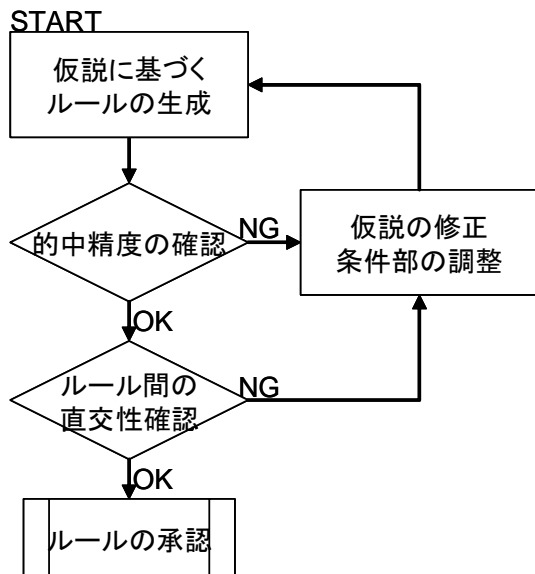 START
仮説に基づく
ルールの生成
的中精度の確認
NG
仮説の修正
条件部の調整
OK
ルール間の
直交性確認
NG
OK
ルールの承認